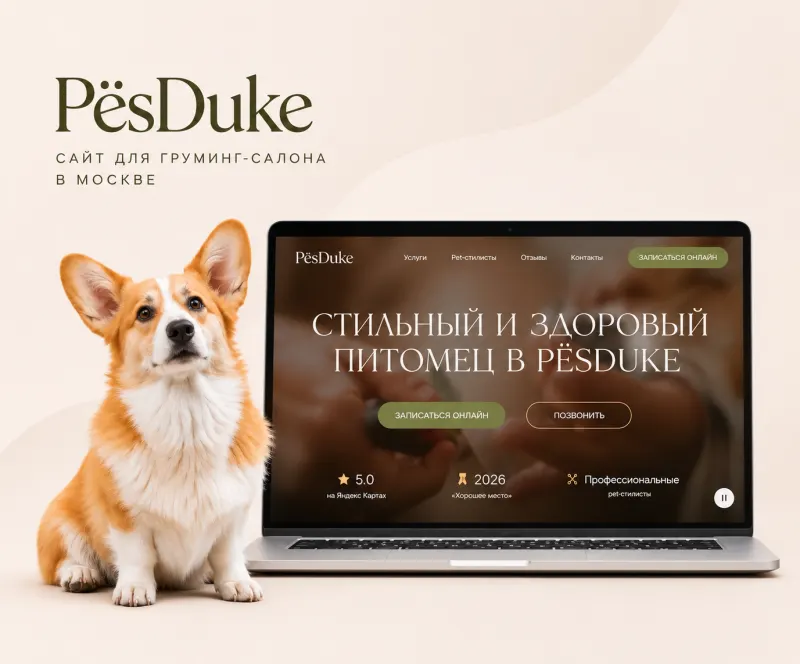 PёsDuke
САЙТ ДЛЯ ГРУМИНГ-САЛОНА
В МОСКВЕ
PёsDuke
Услуги
Pet-стилисты
Отзывы
Контакты
ЗАПИСАТЬСЯ ОНЛАЙН
СТИЛЬНЫЙ И ЗДОРОВЫЙ
ПИТОМЕЦ В PЁSDUKE
ЗАПИСАТЬСЯ ОНЛАЙН
ПОЗВОНИТЬ
5.0
на Яндекс Картах
2026
«Хорошее место»
Профессиональные
pet-стилисты